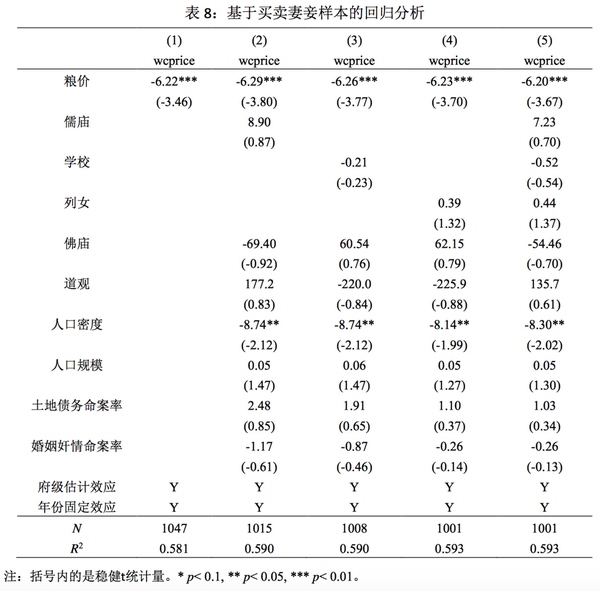 表 8：基于买卖妻妾样本的回归分析
(1) (2) (3) (4) (5)
wcprice wcprice wcprice wcprice wcprice
粮价 -6.22*** -6.29*** -6.26*** -6.23*** -6.20***
(-3.46) (-3.80) (-3.77) (-3.70) (-3.67)
儒庙 8.90 7.23
(0.87) (0.70)
学校 -0.21 -0.52
(-0.23) (-0.54)
列女 0.39 0.44
(1.32) (1.37)
佛庙 -69.40 60.54 62.15 -54.46
(-0.92) (0.76) (0.79) (-0.70)
道观 177.2 -220.0 -225.9 135.7
(0.83) (-0.84) (-0.88) (0.61)
人口密度 -8.74** -8.74** -8.14** -8.30**
(-2.12) (-2.12) (-1.99) (-2.02)
人口规模 0.05 0.06 0.05 0.05
(1.47) (1.47) (1.27) (1.30)
土地债务命案率 2.48 1.91 1.10 1.03
(0.85) (0.65) (0.37) (0.34)
婚姻奸情命案率 -1.17 -0.87 -0.26 -0.26
(-0.61) (-0.46) (-0.14) (-0.13)
府级估计效应 Y Y Y Y Y
年份固定效应 Y Y Y Y Y
N 1047 1015 1008 1001 1001
R² 0.581 0.590 0.590 0.593 0.593
注：括号内的是稳健t统计量。* p< 0.1, ** p< 0.05, *** p< 0.01。